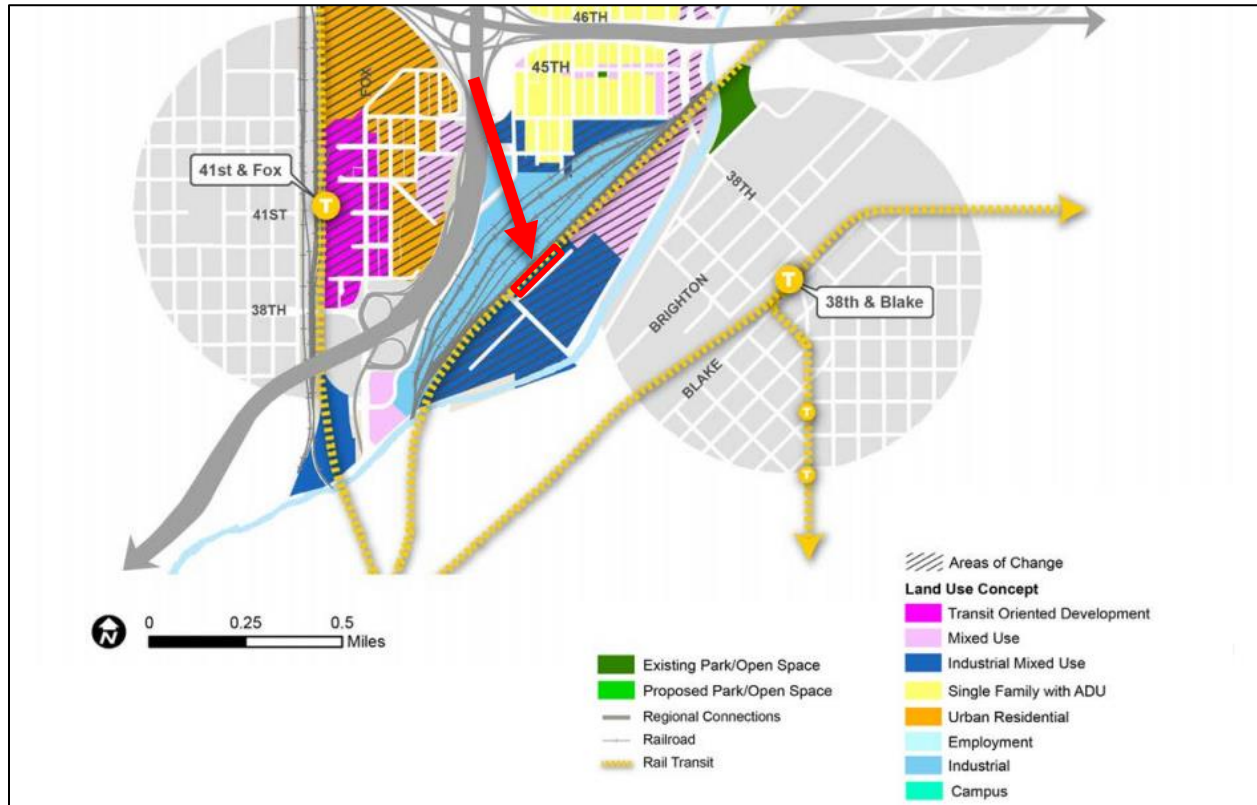 46TH
45TH
FOX
41st & Fox
T
41ST
38TH
38TH
BRIGHTON
BLAKE
T
38th & Blake
T
T
N
0 0.25 0.5
Miles
Areas of Change
Land Use Concept
Transit Oriented Development
Mixed Use
Industrial Mixed Use
Single Family with ADU
Urban Residential
Employment
Industrial
Campus
Existing Park/Open Space
Proposed Park/Open Space
Regional Connections
Railroad
Rail Transit